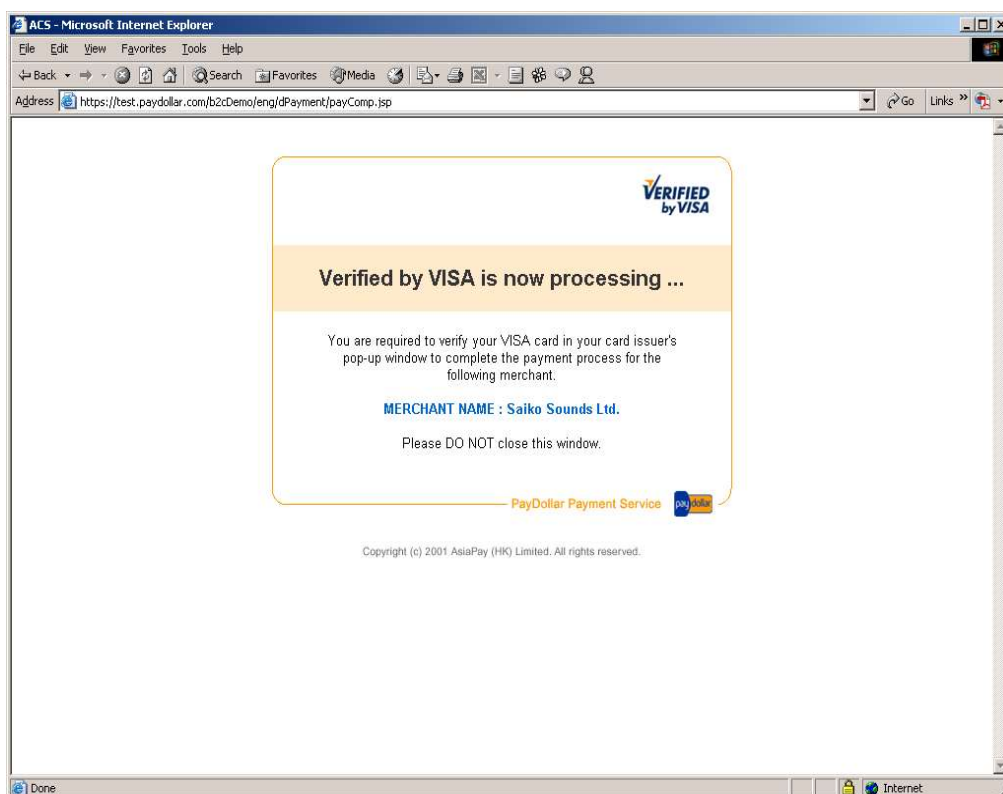 ACS - Microsoft Internet Explorer
File Edit View Favorites Tools Help
Back Search Favorites Media
Address https://test.paydollar.com/b2cDemo/eng/dPayment/payComp.jsp Go Links »
VERIFIED
by VISA
Verified by VISA is now processing ...
You are required to verify your VISA card in your card issuer's
pop-up window to complete the payment process for the
following merchant.
MERCHANT NAME : Saiko Sounds Ltd.
Please DO NOT close this window.
PayDollar Payment Service pay dollar
Copyright (c) 2001 AsiaPay (HK) Limited. All rights reserved.
Done Internet